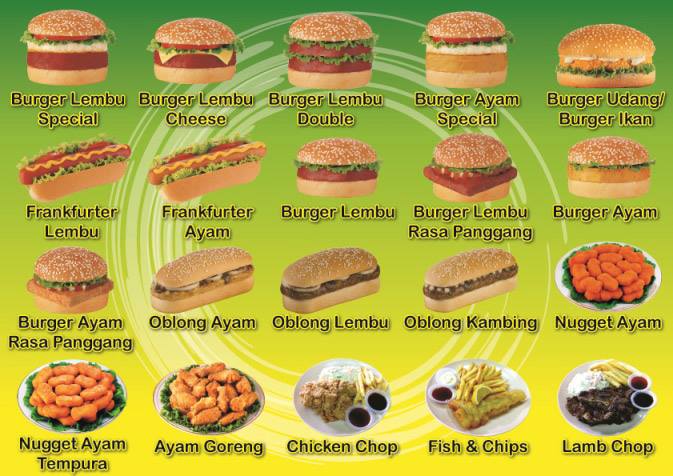 Burger Lembu
Special
Burger Lembu
Cheese
Burger Lembu
Double
Burger Ayam
Special
Burger Udang/
Burger Ikan
Frankfurter
Lembu
Frankfurter
Ayam
Burger Lembu
Burger Lembu
Rasa Panggang
Burger Ayam
Burger Ayam
Rasa Panggang
Oblong Ayam
Oblong Lembu
Oblong Kambing
Nugget Ayam
Nugget Ayam
Tempura
Ayam Goreng
Chicken Chop
Fish & Chips
Lamb Chop